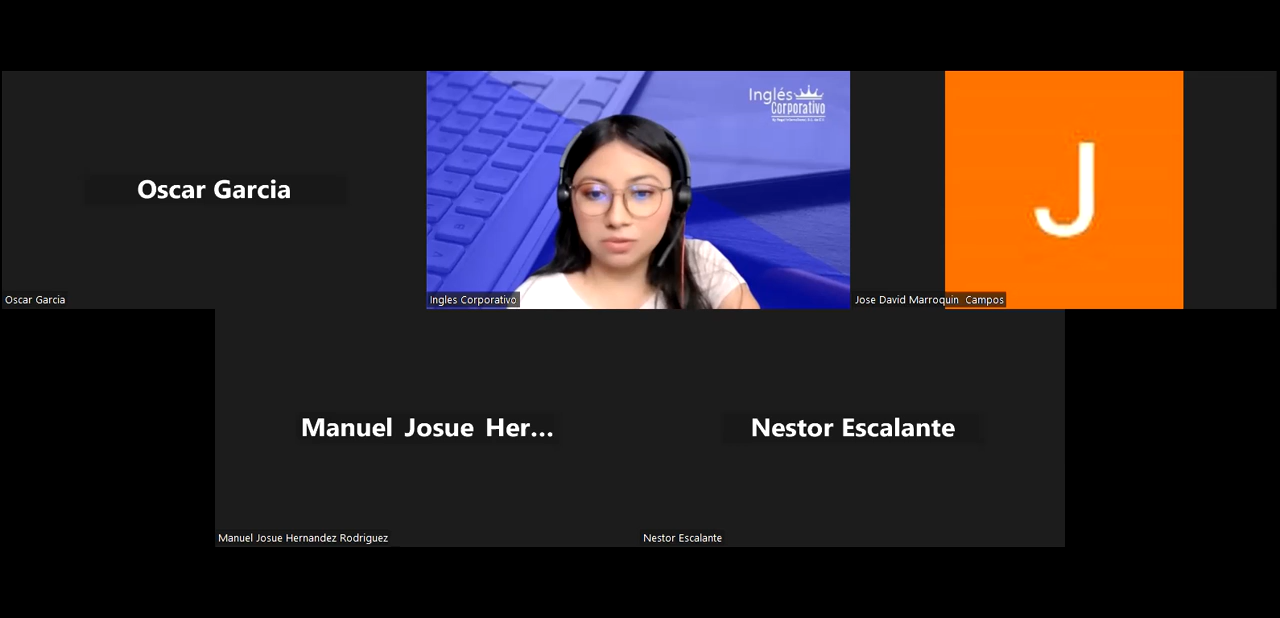 Oscar Garcia
Oscar Garcia
Inglés
Corporativo
Ingles Corporativo
J
Jose David Marroquin Campos
Manuel Josue Her...
Manuel Josue Hernandez Rodriguez
Nestor Escalante
Nestor Escalante